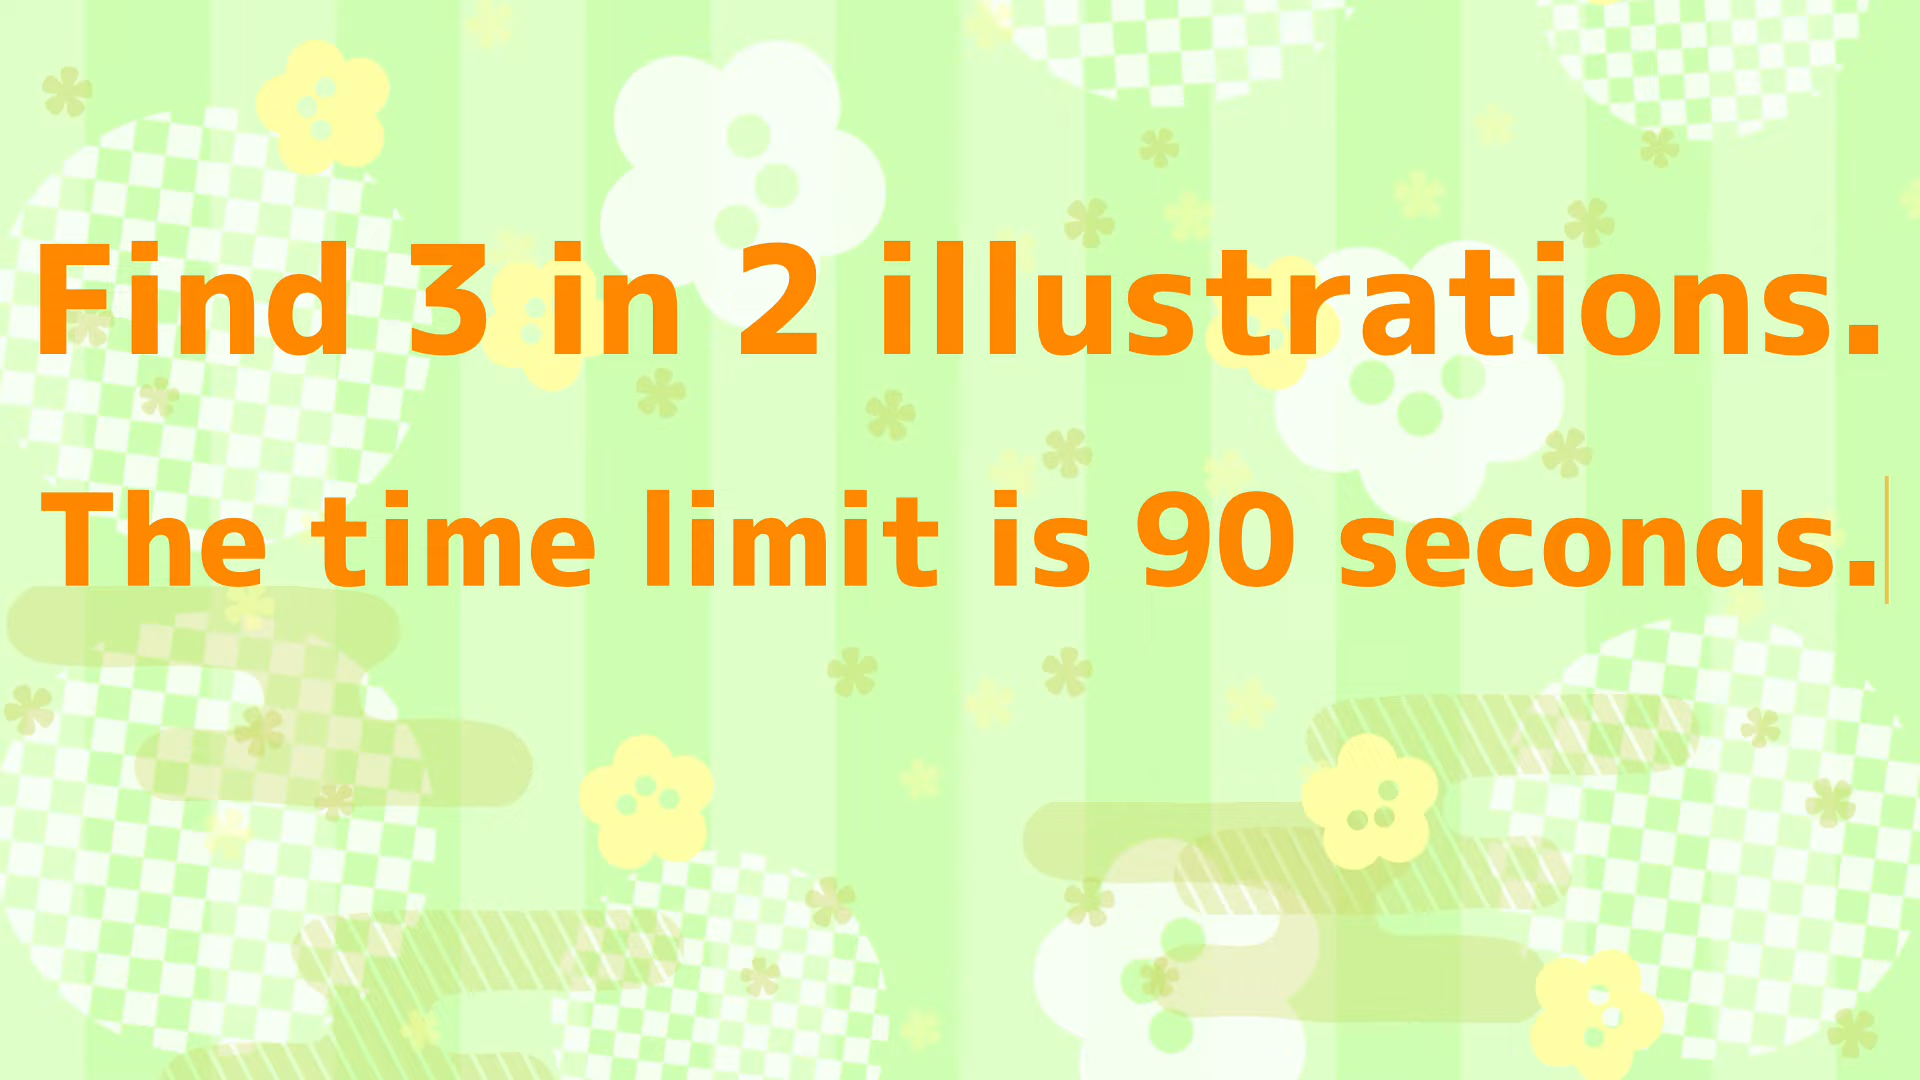 Find 3 in 2 illustrations.
The time limit is 90 seconds.